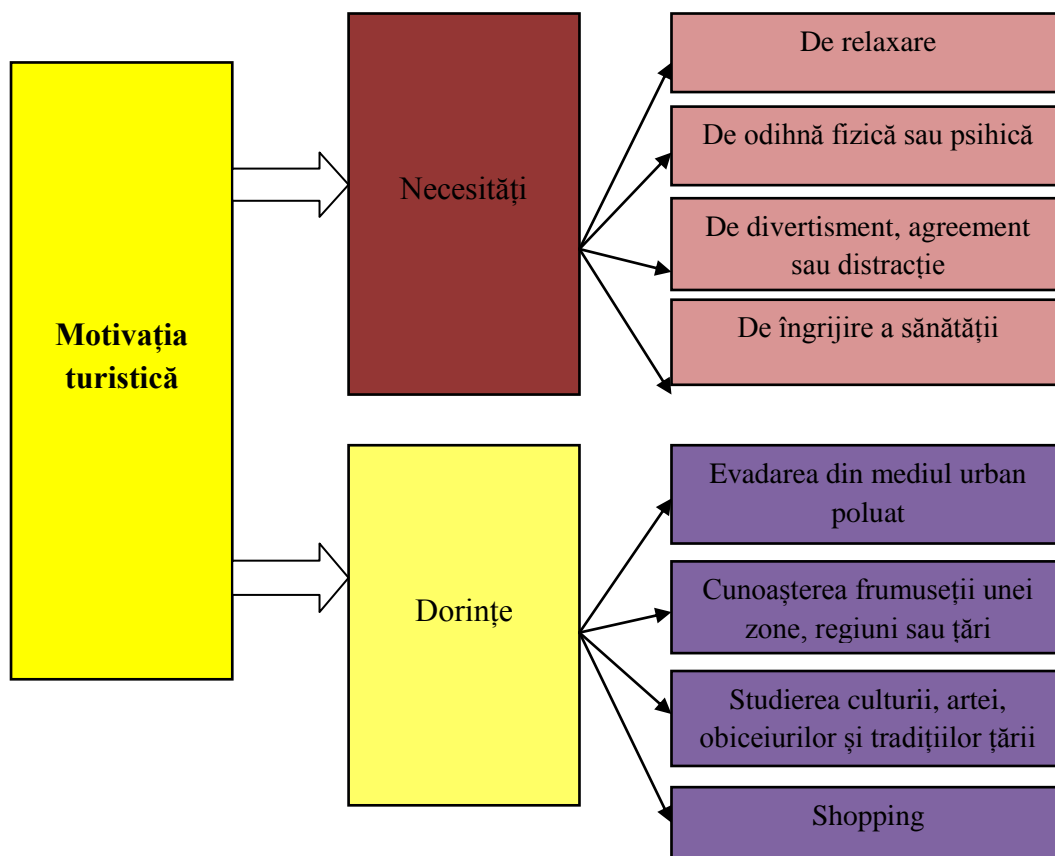 Motivația
turistică
Necesități
De relaxare
De odihnă fizică sau psihică
De divertisment, agreement
sau distracție
De îngrijire a sănătății
Dorințe
Evadarea din mediul urban
poluat
Cunoașterea frumuseții unei
zone, regiuni sau țări
Studierea culturii, artei,
obiceiurilor și tradițiilor țării
Shopping